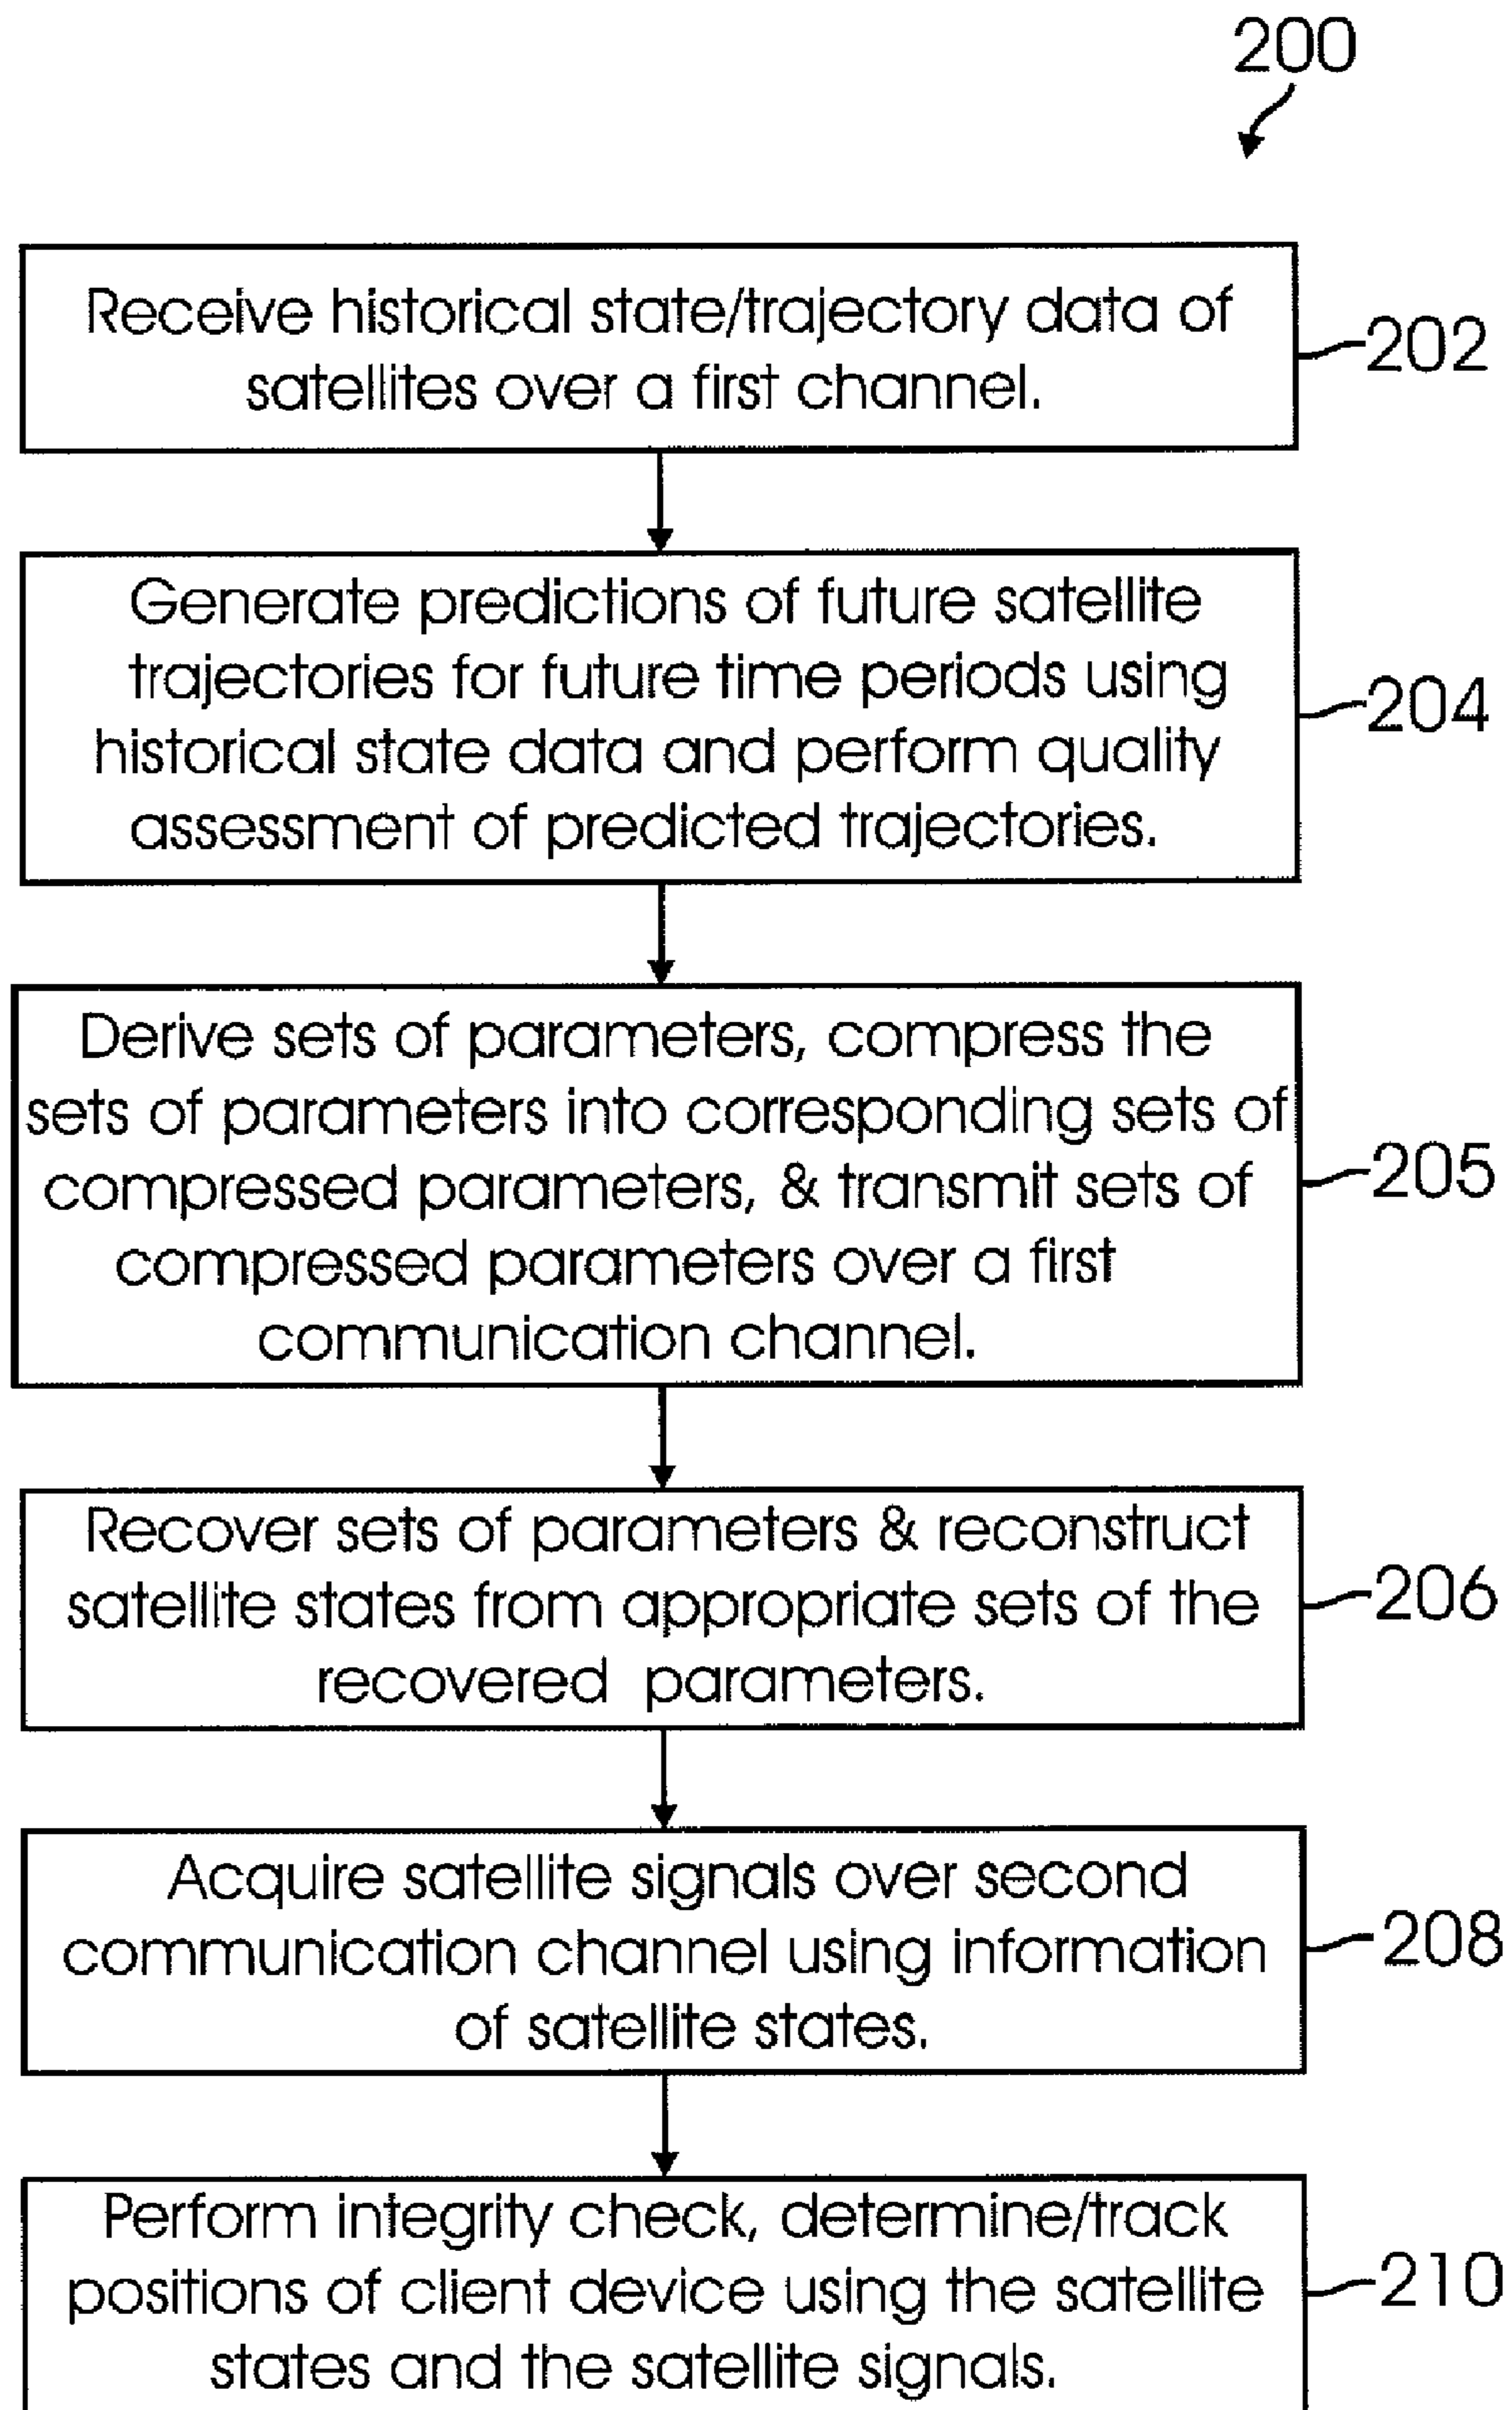 200
Receive historical state/trajectory data of
satellites over a first channel.
202
Generate predictions of future satellite
trajectories for future time periods using
historical state data and perform quality
assessment of predicted trajectories.
204
Derive sets of parameters, compress the
sets of parameters into corresponding sets of
compressed parameters, & transmit sets of
compressed parameters over a first
communication channel.
205
Recover sets of parameters & reconstruct
satellite states from appropriate sets of the
recovered parameters.
206
Acquire satellite signals over second
communication channel using information
of satellite states.
208
Perform integrity check, determine/track
positions of client device using the satellite
states and the satellite signals.
210